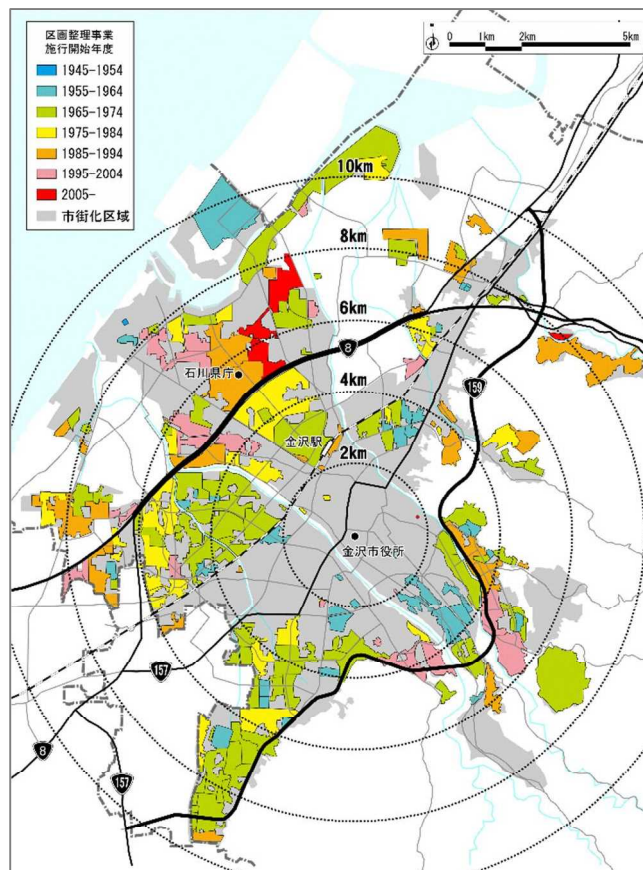 区画整理事業
施行開始年度
1945-1954
1955-1964
1965-1974
1975-1984
1985-1994
1995-2004
2005-
市街化区域
0 1km 2km 5km
10km
8km
6km
8
石川県庁
4km
159
金沢駅
2km
金沢市役所
157
8
157